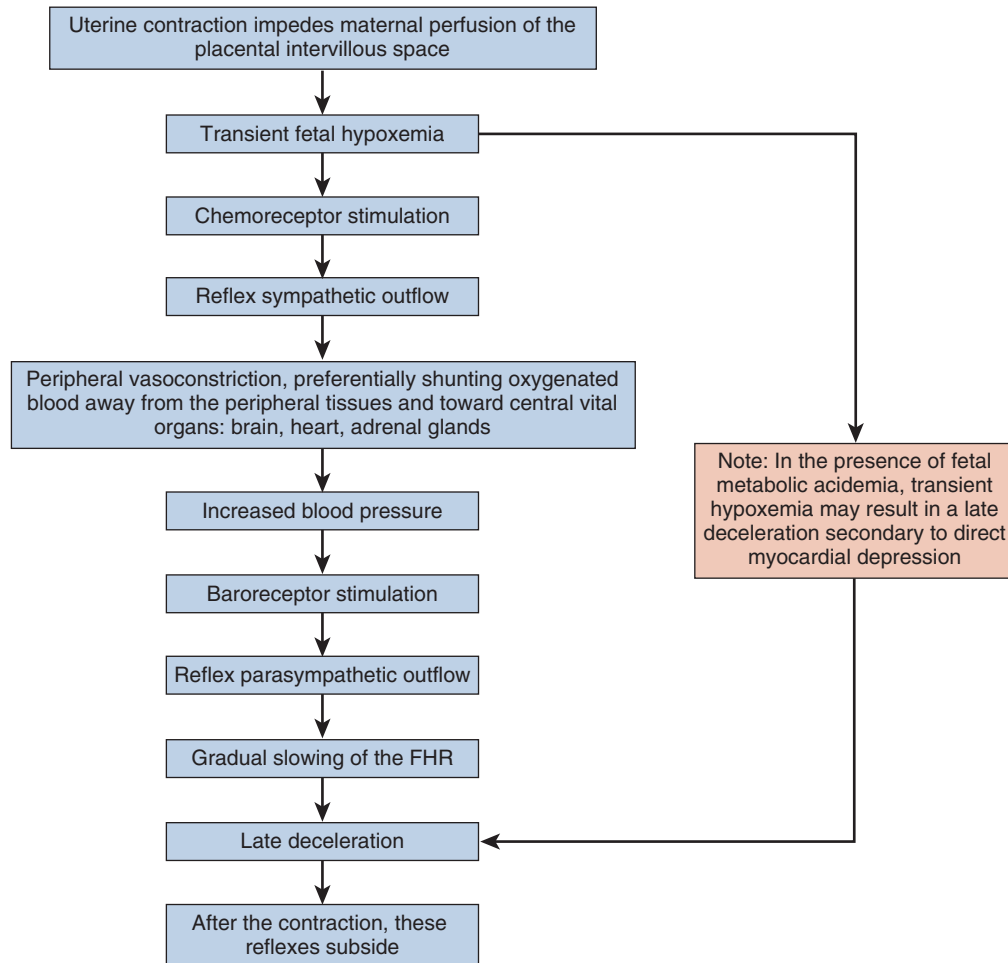 Uterine contraction impedes maternal perfusion of the
placental intervillous space
Transient fetal hypoxemia
Chemoreceptor stimulation
Reflex sympathetic outflow
Peripheral vasoconstriction, preferentially shunting oxygenated
blood away from the peripheral tissues and toward central vital
organs: brain, heart, adrenal glands
Note: In the presence of fetal
metabolic acidemia, transient
hypoxemia may result in a late
deceleration secondary to direct
myocardial depression
Increased blood pressure
Baroreceptor stimulation
Reflex parasympathetic outflow
Gradual slowing of the FHR
Late deceleration
After the contraction, these
reflexes subside